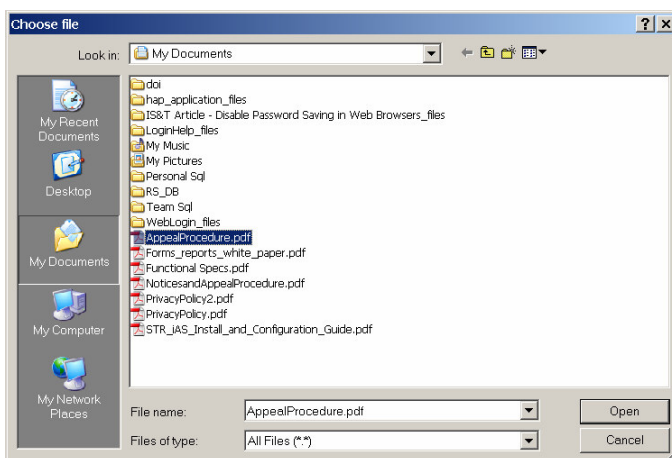 Choose file
Look in: My Documents
My Recent
Documents
Desktop
My Documents
My Computer
My Network
Places
doi
hap_application_files
IS&T Article - Disable Password Saving in Web Browsers_files
LoginHelp_files
My Music
My Pictures
Personal Sql
RS_DB
Team Sql
WebLogin_files
AppealProcedure.pdf
Forms_reports_white_paper.pdf
Functional Specs.pdf
NoticesandAppealProcedure.pdf
PrivacyPolicy2.pdf
PrivacyPolicy.pdf
STR_iAS_Install_and_Configuration_Guide.pdf
File name: AppealProcedure.pdf Open
Files of type: All Files (*.*) Cancel